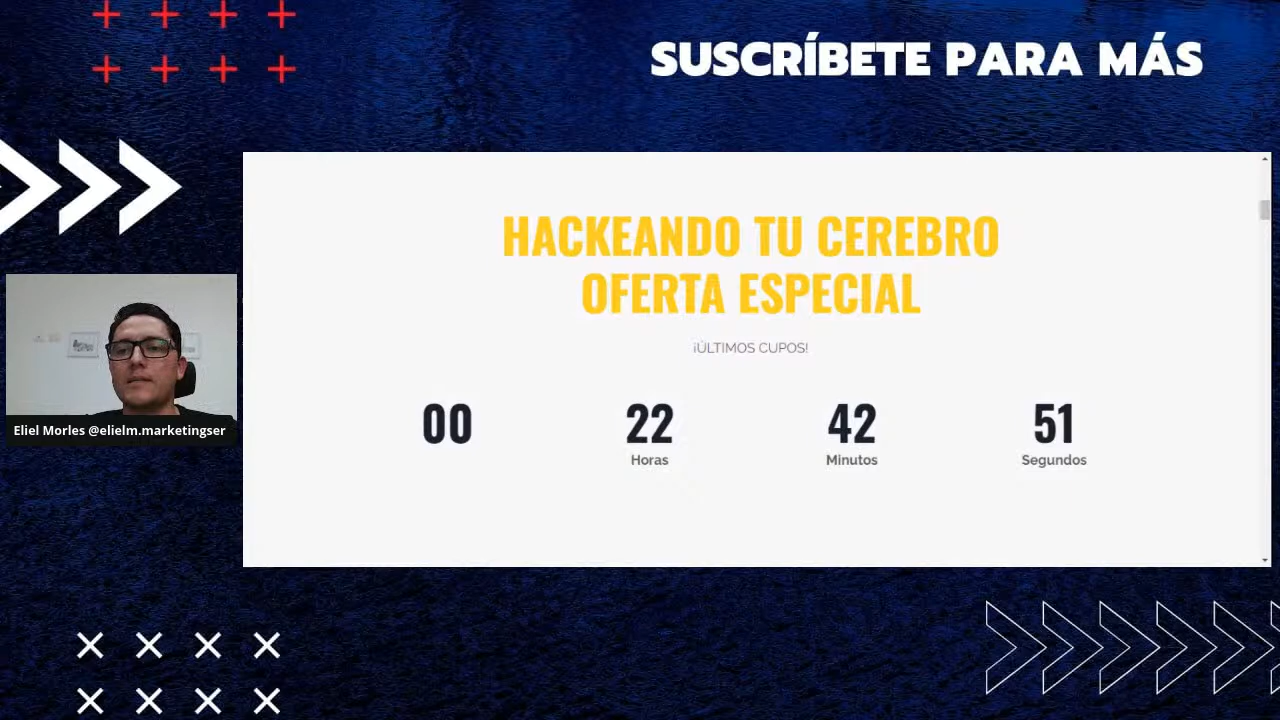 SUSCRÍBETE PARA MÁS
HACKEANDO TU CEREBRO
OFERTA ESPECIAL
¡ÚLTIMOS CUPOS!
00 22 42 51
Horas Minutos Segundos
Eliel Morles @elielm.marketingser